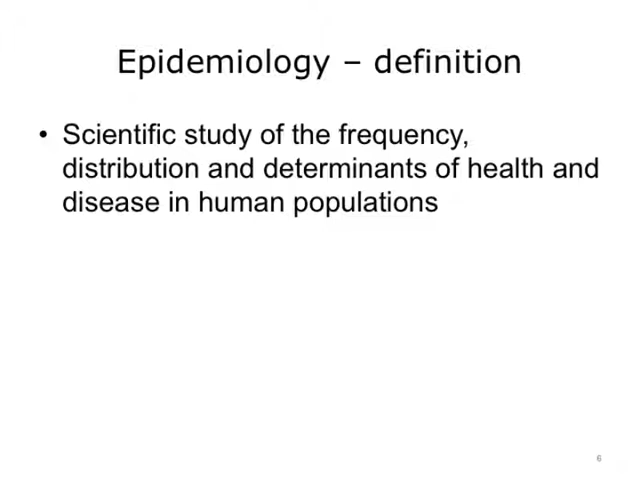 Epidemiology – definition
• Scientific study of the frequency,
distribution and determinants of health and
disease in human populations
6